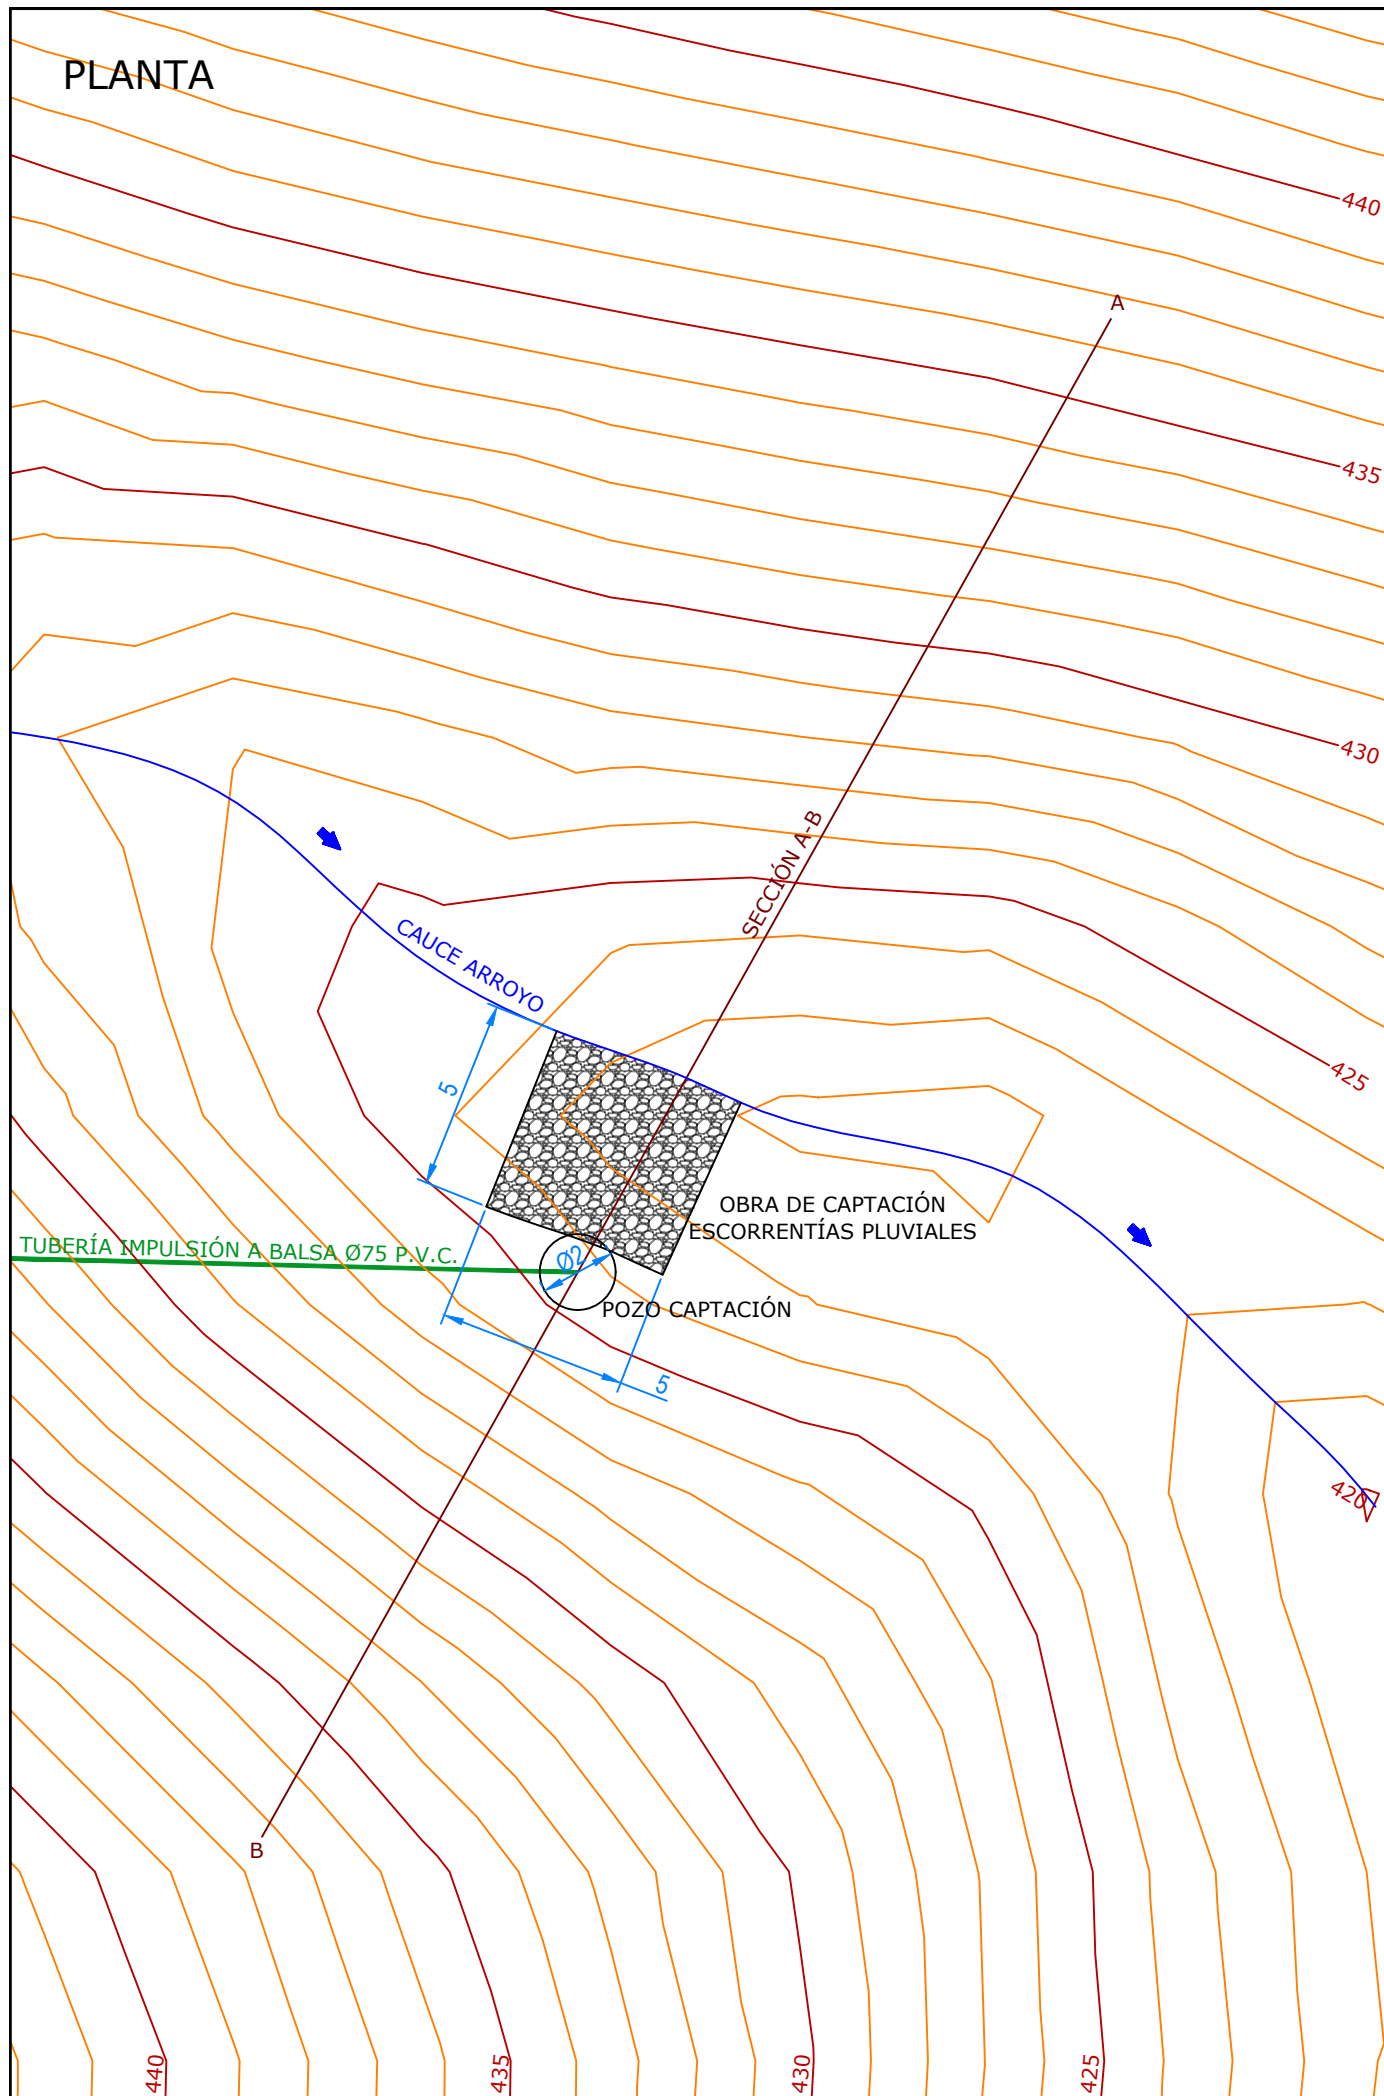 PLANTA
440
A
435
430
SECCIÓN A-B
CAUCE ARROYO
425
5
OBRA DE CAPTACIÓN
ESCORRENTÍAS PLUVIALES
TUBERÍA IMPULSIÓN A BALSA Ø75 P.V.C.
Ø2
POZO CAPTACIÓN
5
420
B
440
435
430
425